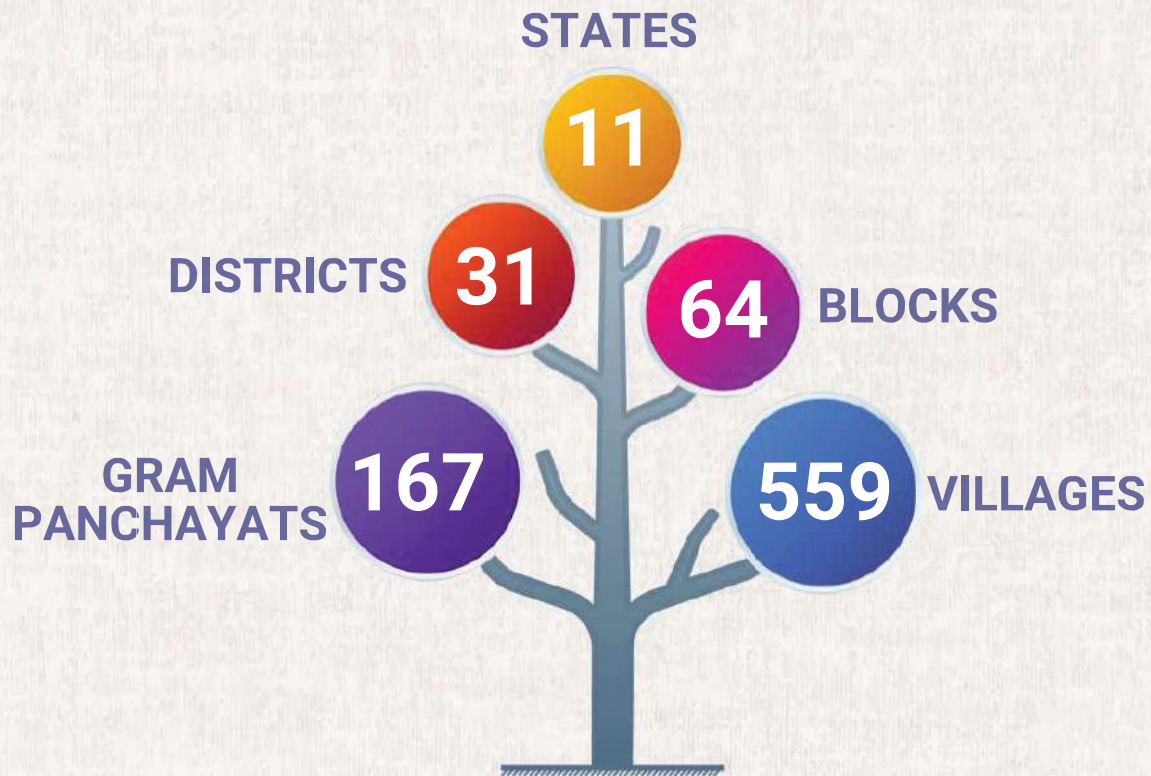 STATES
11
DISTRICTS
31
64
BLOCKS
GRAM
PANCHAYATS
167
559
VILLAGES